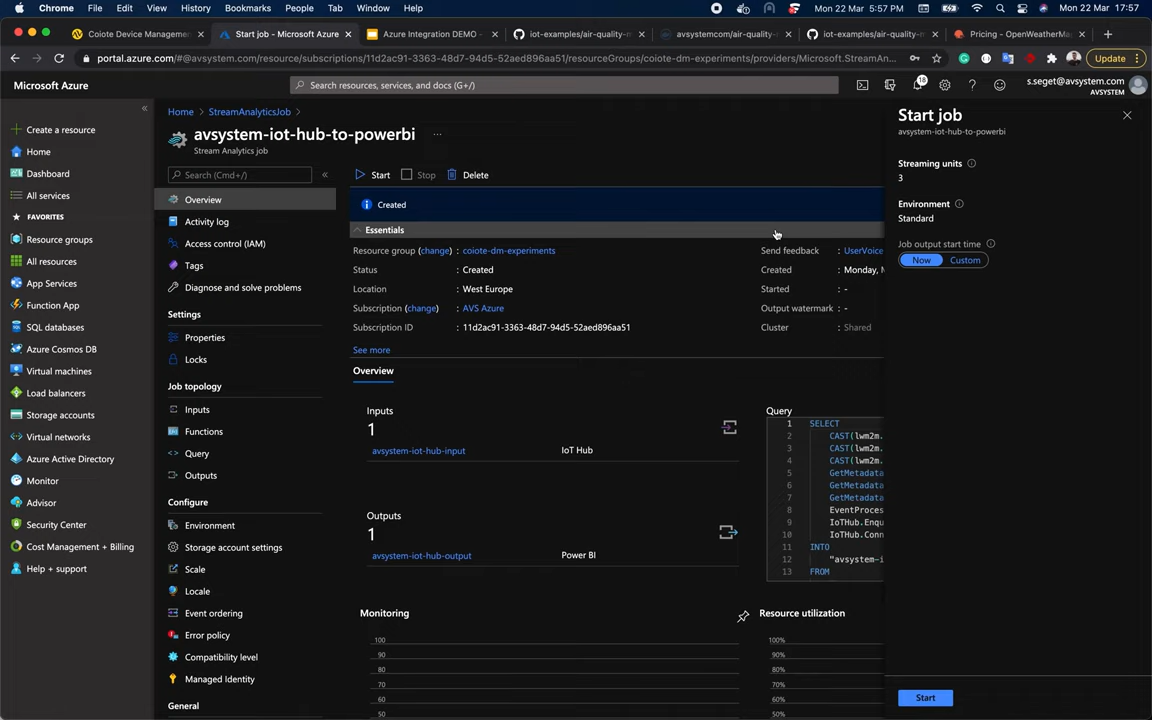 Chrome File Edit View History Bookmarks People Tab Window Help Mon 22 Mar 5:57 PM Mon 22 Mar 17:57
Coiote Device Managemen Start job - Microsoft Azure Azure Integration DEMO - iot-examples/air-quality-m avsystemcom/air-quality- iot-examples/air-quality-m Pricing - OpenWeatherMap
portal.azure.com/#@avsystem.com/resource/subscriptions/11d2ac91-3363-48d7-94d5-52aed896aa51/resourceGroups/coiote-dm-experiments/providers/Microsoft.StreamAn... Update
Microsoft Azure
Search resources, services, and docs (G+/)
18
s.seget@avsystem.com
AVSYSTEM
Create a resource
Home
Dashboard
All services
FAVORITES
Resource groups
All resources
App Services
Function App
SQL databases
Azure Cosmos DB
Virtual machines
Load balancers
Storage accounts
Virtual networks
Azure Active Directory
Monitor
Advisor
Security Center
Cost Management + Billing
Help + support
Home > StreamAnalyticsJob >
avsystem-iot-hub-to-powerbi ...
Stream Analytics job
Search (Cmd+/)
Overview
Activity log
Access control (IAM)
Tags
Diagnose and solve problems
Settings
Properties
Locks
Job topology
Inputs
Functions
Query
Outputs
Configure
Environment
Storage account settings
Scale
Locale
Event ordering
Error policy
Compatibility level
Managed Identity
General
Start Stop Delete
Created
Essentials
Resource group (change) : coiote-dm-experiments
Status : Created
Location : West Europe
Subscription (change) : AVS Azure
Subscription ID : 11d2ac91-3363-48d7-94d5-52aed896aa51
See more
Send feedback : UserVoice
Created : Monday, M
Started : -
Output watermark : -
Cluster : Shared
Overview
Inputs
1
avsystem-iot-hub-input IoT Hub
Outputs
1
avsystem-iot-hub-output Power BI
Query
1 SELECT
2 CAST(lwm2m.
3 CAST(lwm2m.
4 CAST(lwm2m.
5 GetMetadata
6 GetMetadata
7 GetMetadata
8 EventProces
9 IoTHub.Enqu
10 IoTHub.Conn
11 INTO
12 "avsystem-i
13 FROM
Monitoring
100
90
80
70
60
50
Resource utilization
100%
90%
80%
70%
60%
50%
Start job
avsystem-iot-hub-to-powerbi
Streaming units
3
Environment
Standard
Job output start time
Now Custom
Start